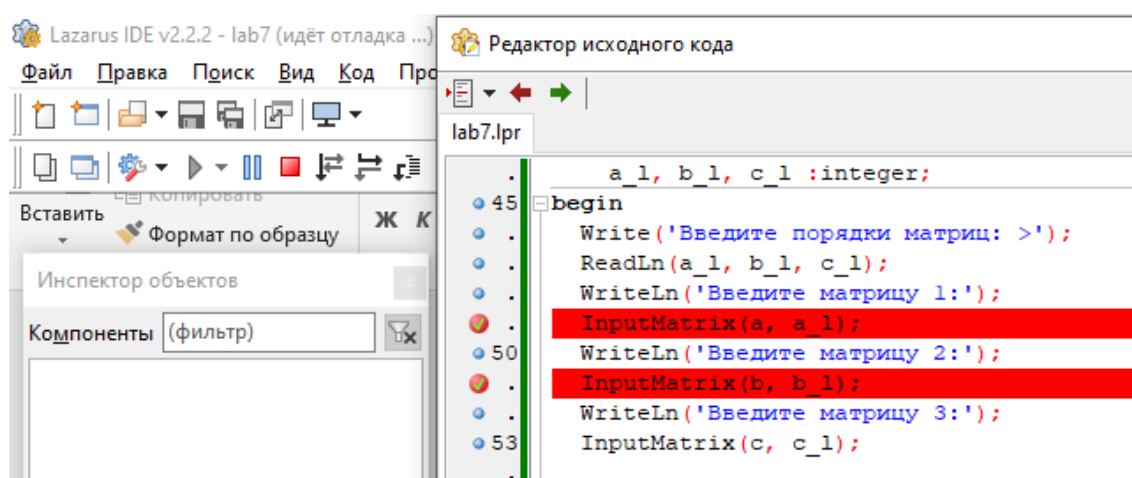 Lazarus IDE v2.2.2 - lab7 (идёт отладка ...)
Файл Правка Поиск Вид Код Про
Копировать
Вставить
Формат по образцу
Ж К
Инспектор объектов
Компоненты (фильтр)
Редактор исходного кода
lab7.lpr
. a_l, b_l, c_l :integer;
45 begin
. Write('Введите порядки матриц: >');
. ReadLn(a_l, b_l, c_l);
. WriteLn('Введите матрицу 1:');
. InputMatrix(a, a_l);
50 WriteLn('Введите матрицу 2:');
. InputMatrix(b, b_l);
. WriteLn('Введите матрицу 3:');
53 InputMatrix(c, c_l);